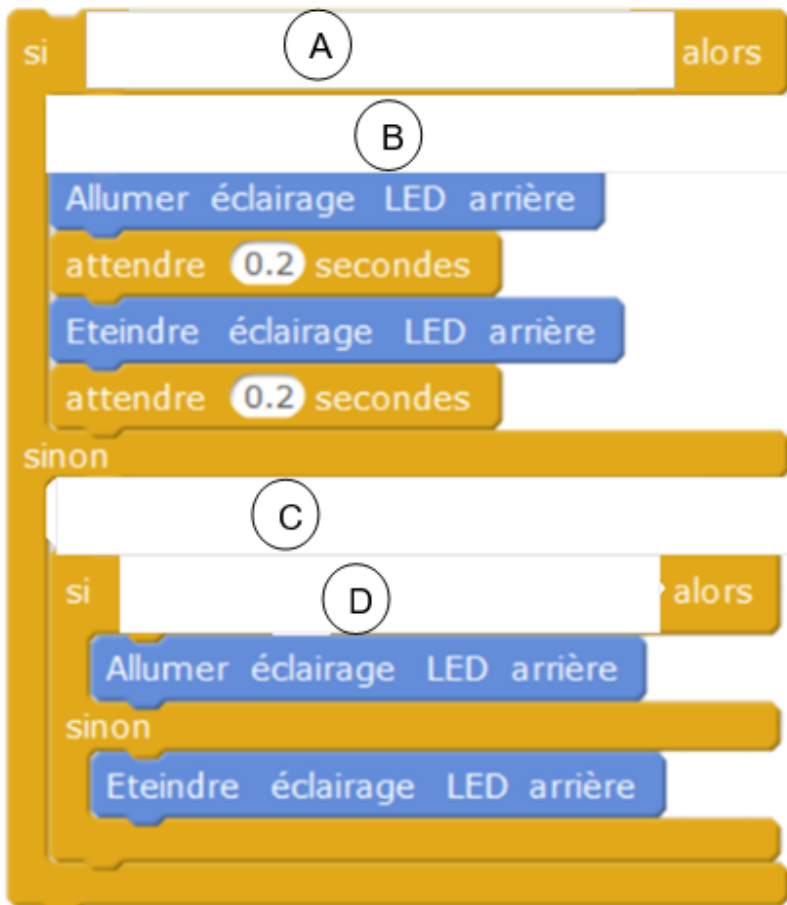 si A alors
B
Allumer éclairage LED arrière
attendre 0.2 secondes
Eteindre éclairage LED arrière
attendre 0.2 secondes
sinon
C
si D alors
Allumer éclairage LED arrière
sinon
Eteindre éclairage LED arrière